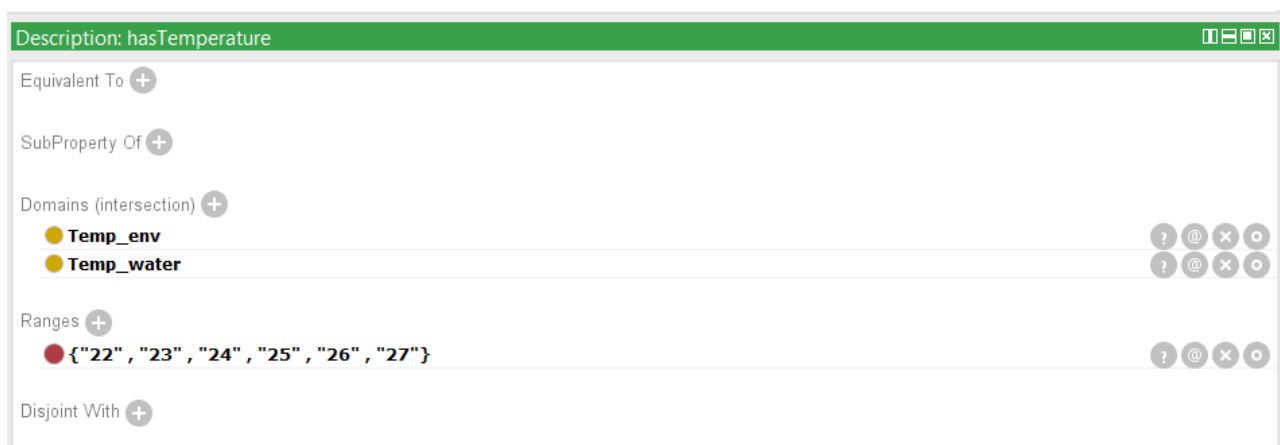 Description: hasTemperature
Equivalent To
SubProperty Of
Domains (intersection)
Temp_env
? @
Temp_water
? @
Ranges
{"22" , "23" , "24" , "25" , "26" , "27"}
? @
Disjoint With